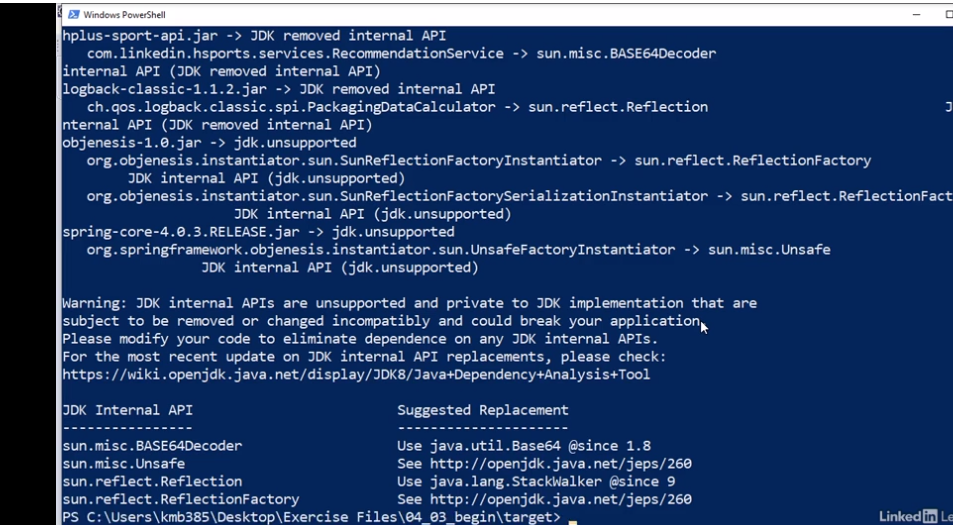 Windows PowerShell
hplus-sport-api.jar -> JDK removed internal API
com.linkedin.hsports.services.RecommendationService -> sun.misc.BASE64Decoder
internal API (JDK removed internal API)
logback-classic-1.1.2.jar -> JDK removed internal API
ch.qos.logback.classic.spi.PackagingDataCalculator -> sun.reflect.Reflection J
nternal API (JDK removed internal API)
objenesis-1.0.jar -> jdk.unsupported
org.objenesis.instantiator.sun.SunReflectionFactoryInstantiator -> sun.reflect.ReflectionFactory
JDK internal API (jdk.unsupported)
org.objenesis.instantiator.sun.SunReflectionFactorySerializationInstantiator -> sun.reflect.ReflectionFact
JDK internal API (jdk.unsupported)
spring-core-4.0.3.RELEASE.jar -> jdk.unsupported
org.springframework.objenesis.instantiator.sun.UnsafeFactoryInstantiator -> sun.misc.Unsafe
JDK internal API (jdk.unsupported)
Warning: JDK internal APIs are unsupported and private to JDK implementation that are
subject to be removed or changed incompatibly and could break your application.
Please modify your code to eliminate dependence on any JDK internal APIs.
For the most recent update on JDK internal API replacements, please check:
https://wiki.openjdk.java.net/display/JDK8/Java+Dependency+Analysis+Tool
JDK Internal API Suggested Replacement
---------------- ---------------------
sun.misc.BASE64Decoder Use java.util.Base64 @since 1.8
sun.misc.Unsafe See http://openjdk.java.net/jeps/260
sun.reflect.Reflection Use java.lang.StackWalker @since 9
sun.reflect.ReflectionFactory See http://openjdk.java.net/jeps/260
PS C:\Users\kmb385\Desktop\Exercise Files\04_03_begin\target>
Linked in Le